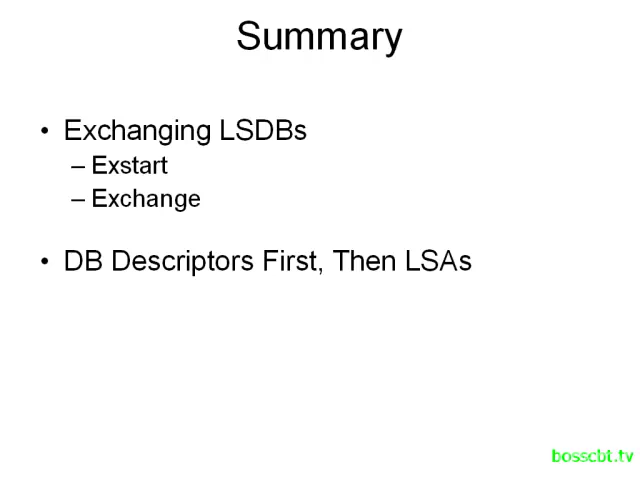 Summary
• Exchanging LSDBs
– Exstart
– Exchange
• DB Descriptors First, Then LSAs
bosscbt.tv